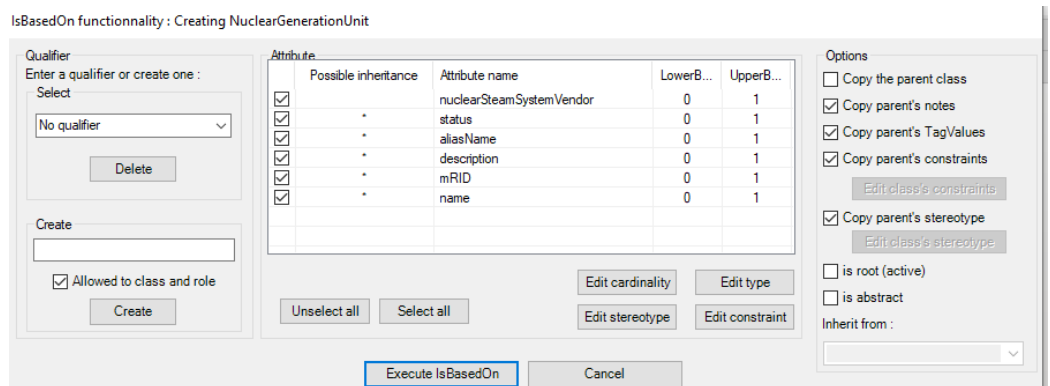 IsBasedOn functionnality : Creating NuclearGenerationUnit
Qualifier
Enter a qualifier or create one :
Select
No qualifier
Delete
Create
Allowed to class and role
Create
Attribute
Possible inheritance Attribute name LowerB... UpperB...
nuclearSteamSystemVendor 0 1
* status 0 1
* aliasName 0 1
* description 0 1
* mRID 0 1
* name 0 1
Edit cardinality Edit type
Unselect all Select all Edit stereotype Edit constraint
Options
Copy the parent class
Copy parent's notes
Copy parent's TagValues
Copy parent's constraints
Edit class's constraints
Copy parent's stereotype
Edit class's stereotype
is root (active)
is abstract
Inherit from :
Execute IsBasedOn Cancel